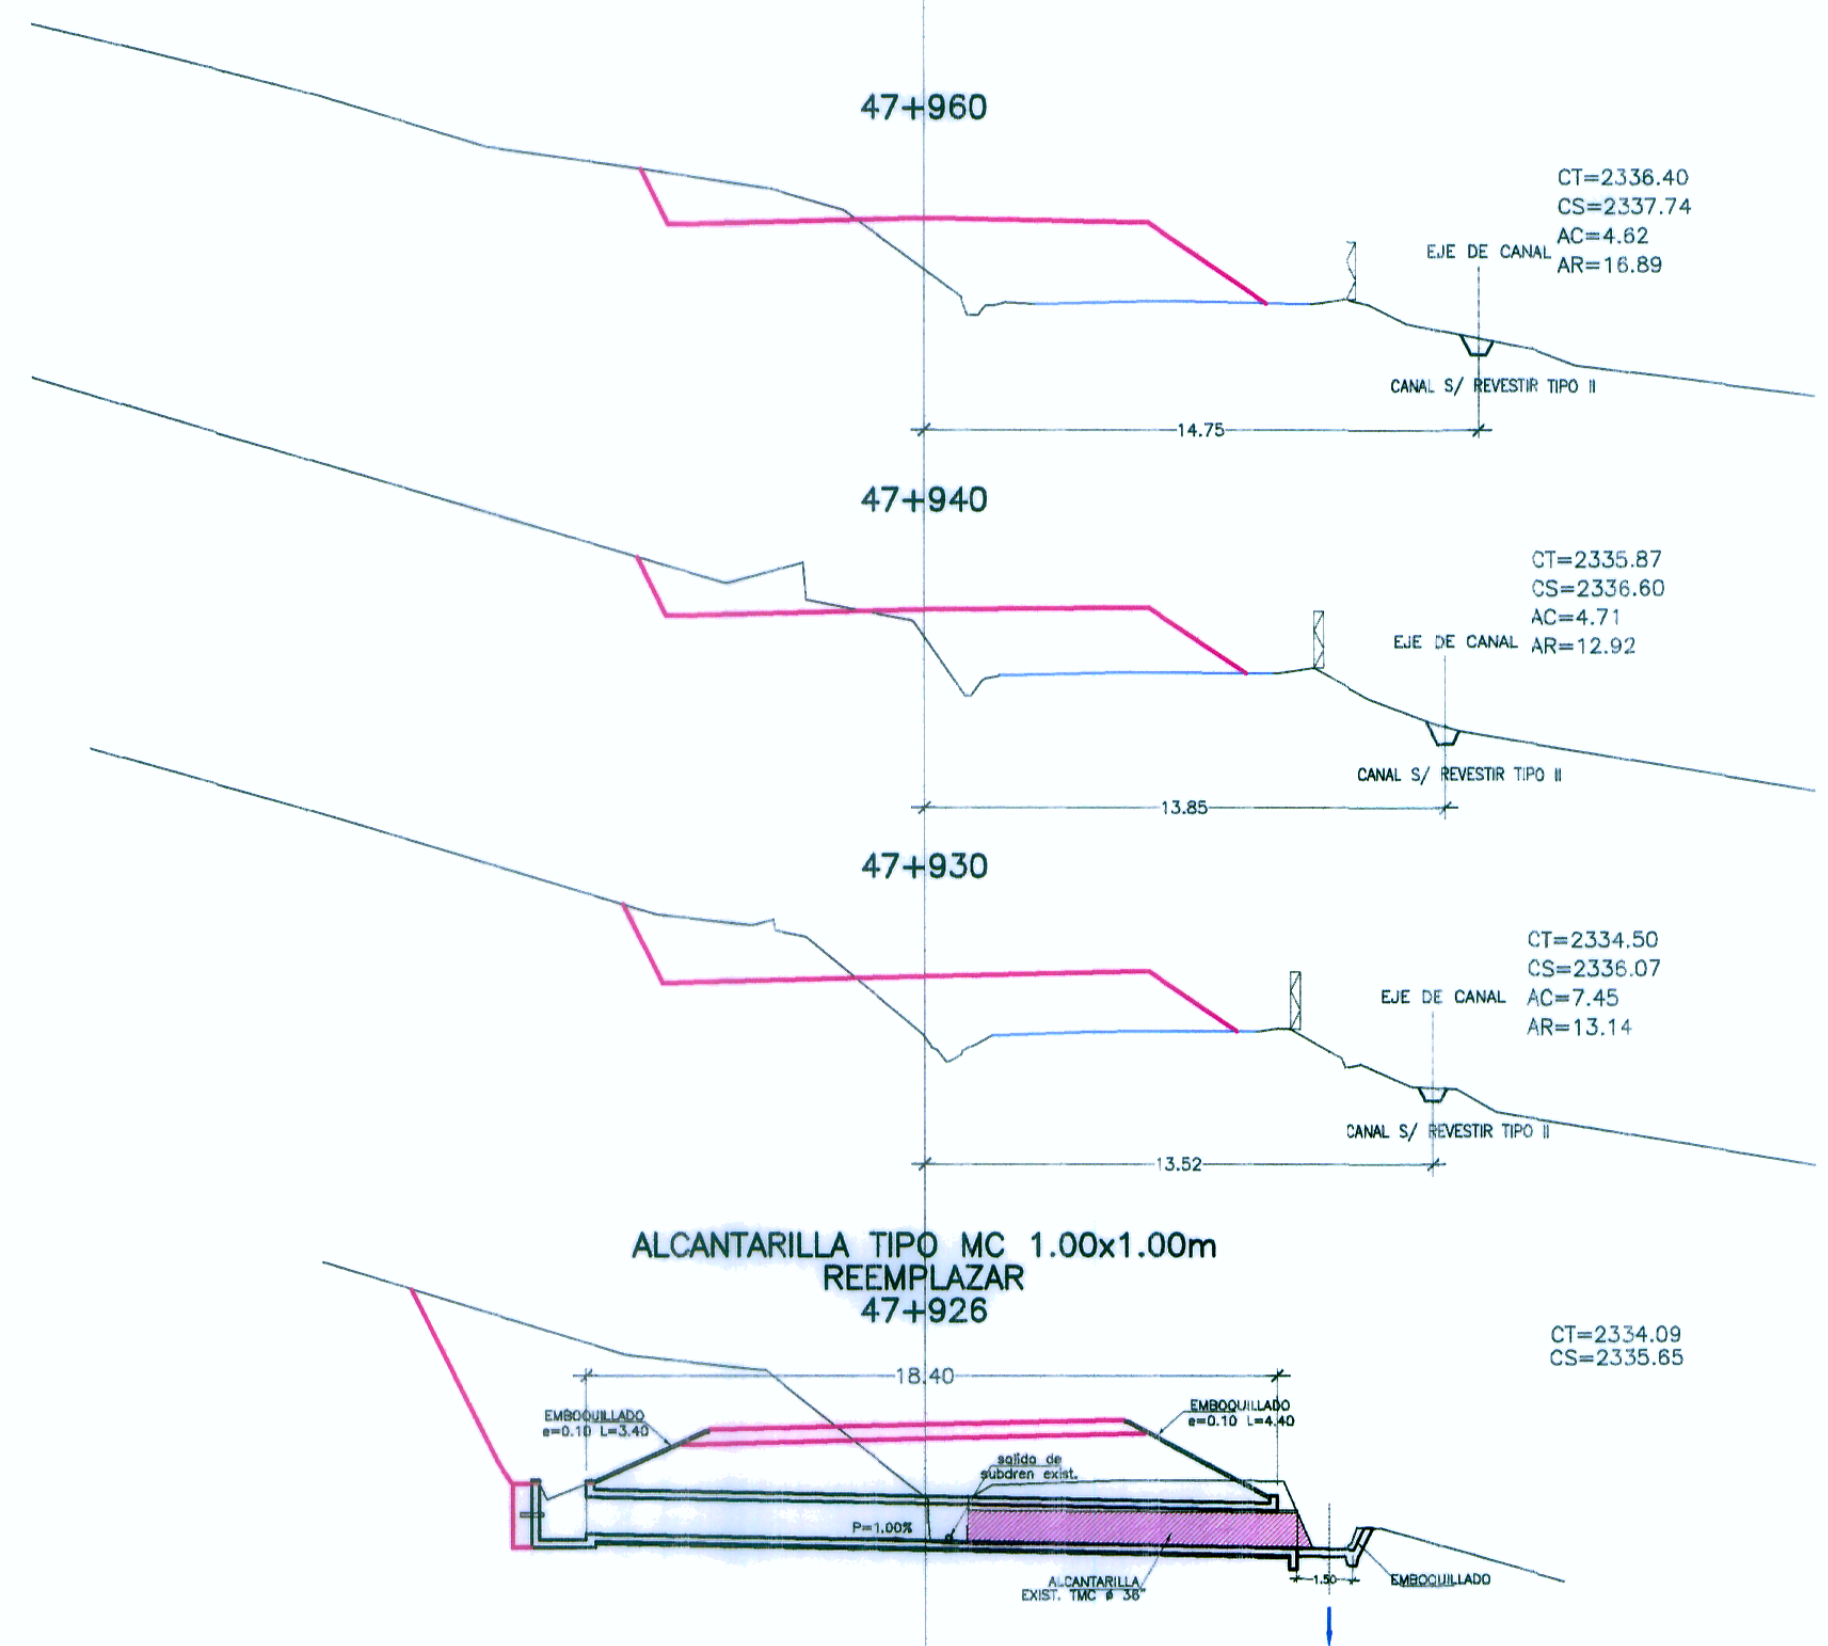 47+960
CT=2336.40
CS=2337.74
AC=4.62
EJE DE CANAL
AR=16.89
CANAL S/ REVESTIR TIPO II
14.75
47+940
CT=2335.87
CS=2336.60
AC=4.71
EJE DE CANAL
AR=12.92
CANAL S/ REVESTIR TIPO II
13.85
47+930
CT=2334.50
CS=2336.07
EJE DE CANAL
AC=7.45
AR=13.14
CANAL S/ REVESTIR TIPO II
13.52
ALCANTARILLA TIPO MC 1.00x1.00m
REEMPLAZAR
47+926
CT=2334.09
CS=2335.65
18.40
EMBOQUILLADO
e=0.10 L=3.40
EMBOQUILLADO
e=0.10 L=4.40
salida de
subdren exist.
P=1.00%
ALCANTARILLA
EXIST. TMC ø 36"
1.50
EMBOQUILLADO